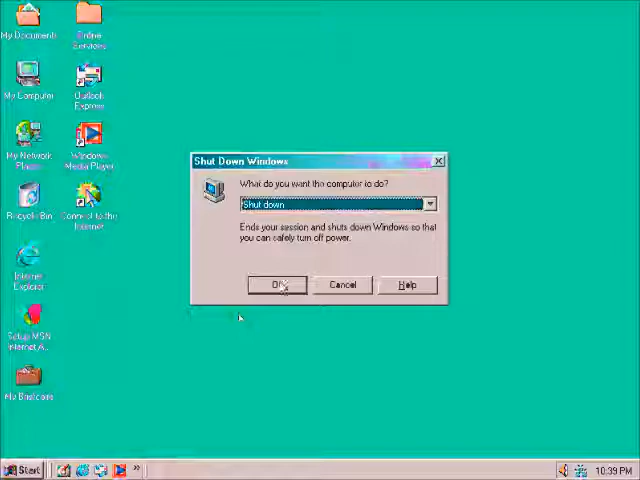 My Documents
Online
Services
My Computer
Outlook
Express
My Network
Places
Windows
Media Player
Recycle Bin
Connect to the
Internet
Internet
Explorer
Setup MSN
Internet A...
My Briefcase
Shut Down Windows
What do you want the computer to do?
Shut down
Ends your session and shuts down Windows so that
you can safely turn off power.
OK
Cancel
Help
Start
10:39 PM